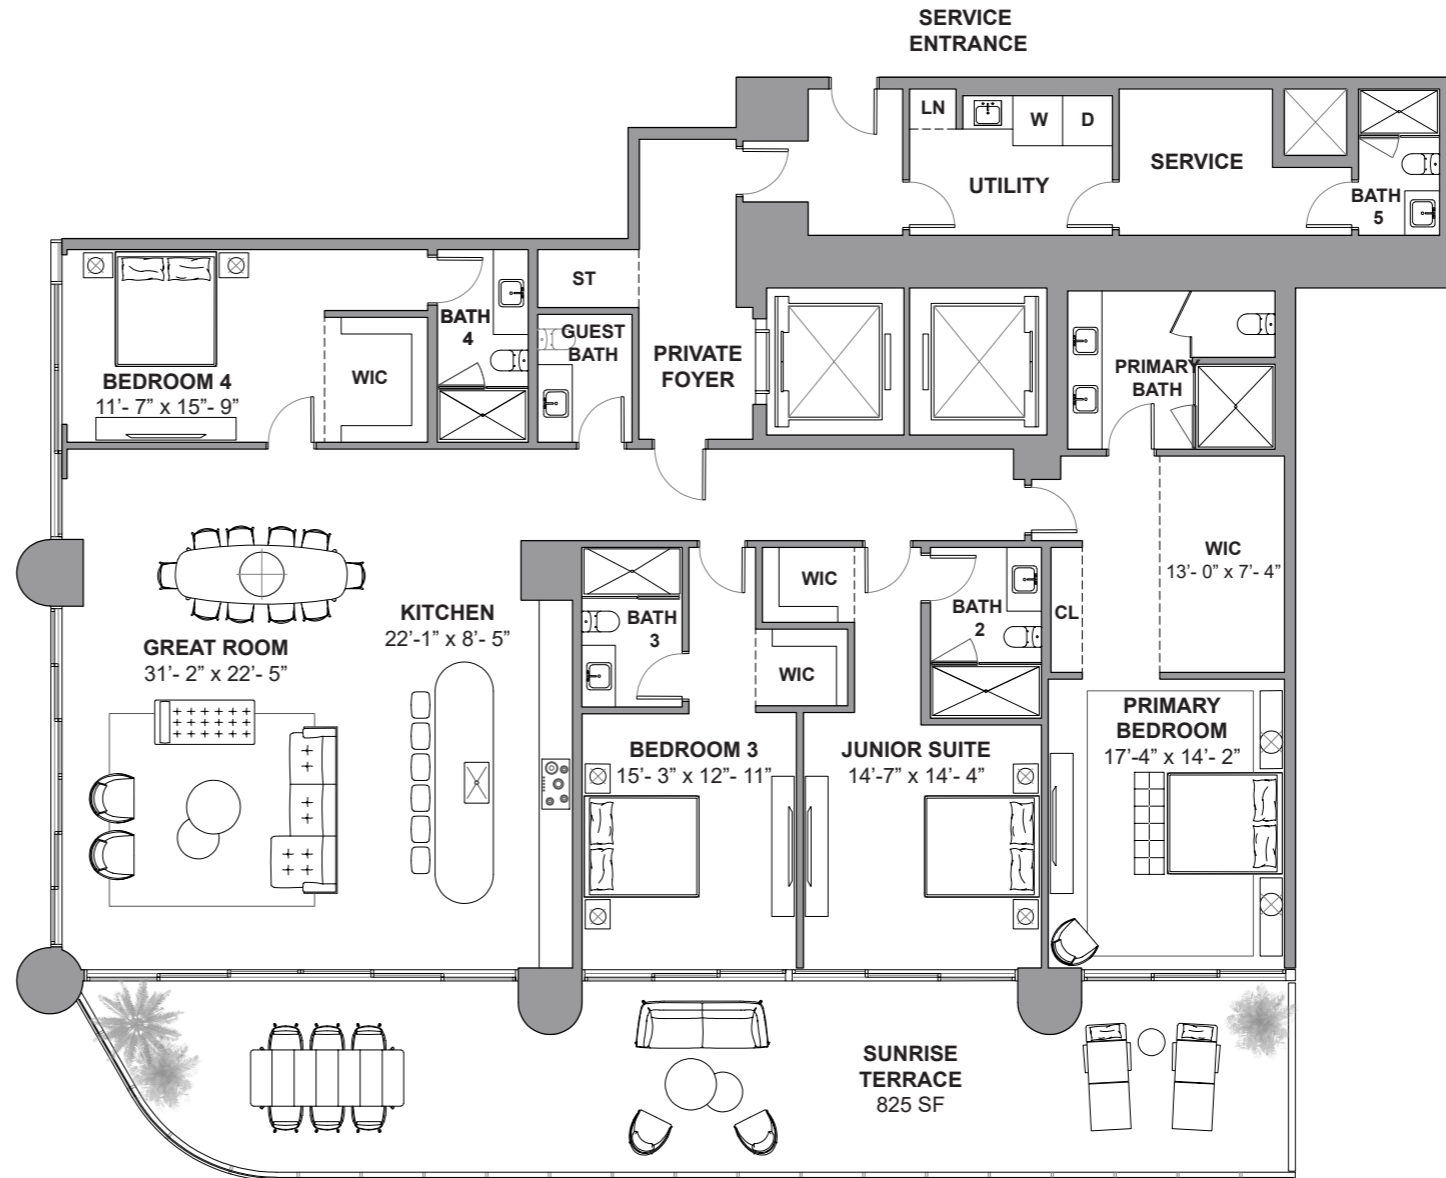 SERVICE
ENTRANCE
LN
W
D
UTILITY
SERVICE
BATH
5
ST
GUEST
BATH
BATH
4
WIC
BEDROOM 4
11’- 7” x 15”- 9”
PRIVATE
FOYER
PRIMARY
BATH
WIC
13’- 0” x 7’- 4”
CL
WIC
BATH
2
BATH
3
WIC
KITCHEN
22’-1” x 8’- 5”
GREAT ROOM
31’- 2” x 22’- 5”
BEDROOM 3
15’- 3” x 12”- 11”
JUNIOR SUITE
14’-7” x 14’- 4”
PRIMARY
BEDROOM
17’-4” x 14’- 2”
SUNRISE
TERRACE
825 SF